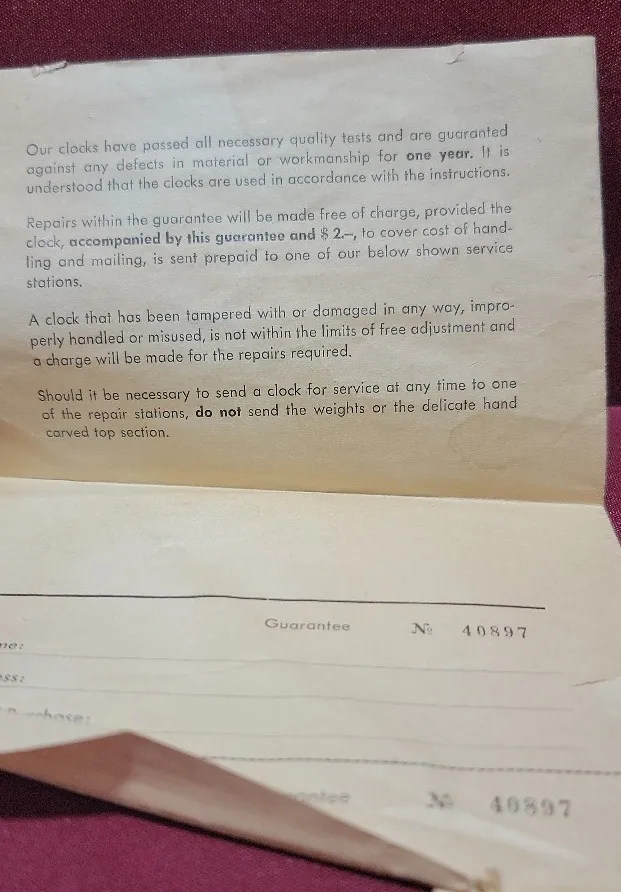 Our clocks have passed all necessary quality tests and are guaranted
against any defects in material or workmanship for one year. It is
understood that the clocks are used in accordance with the instructions.
Repairs within the guarantee will be made free of charge, provided the
clock, accompanied by this guarantee and $ 2.–, to cover cost of hand-
ling and mailing, is sent prepaid to one of our below shown service
stations.
A clock that has been tampered with or damaged in any way, impro-
perly handled or misused, is not within the limits of free adjustment and
a charge will be made for the repairs required.
Should it be necessary to send a clock for service at any time to one
of the repair stations, do not send the weights or the delicate hand
carved top section.
Guarantee № 40897
me:
ess:
№ 40897